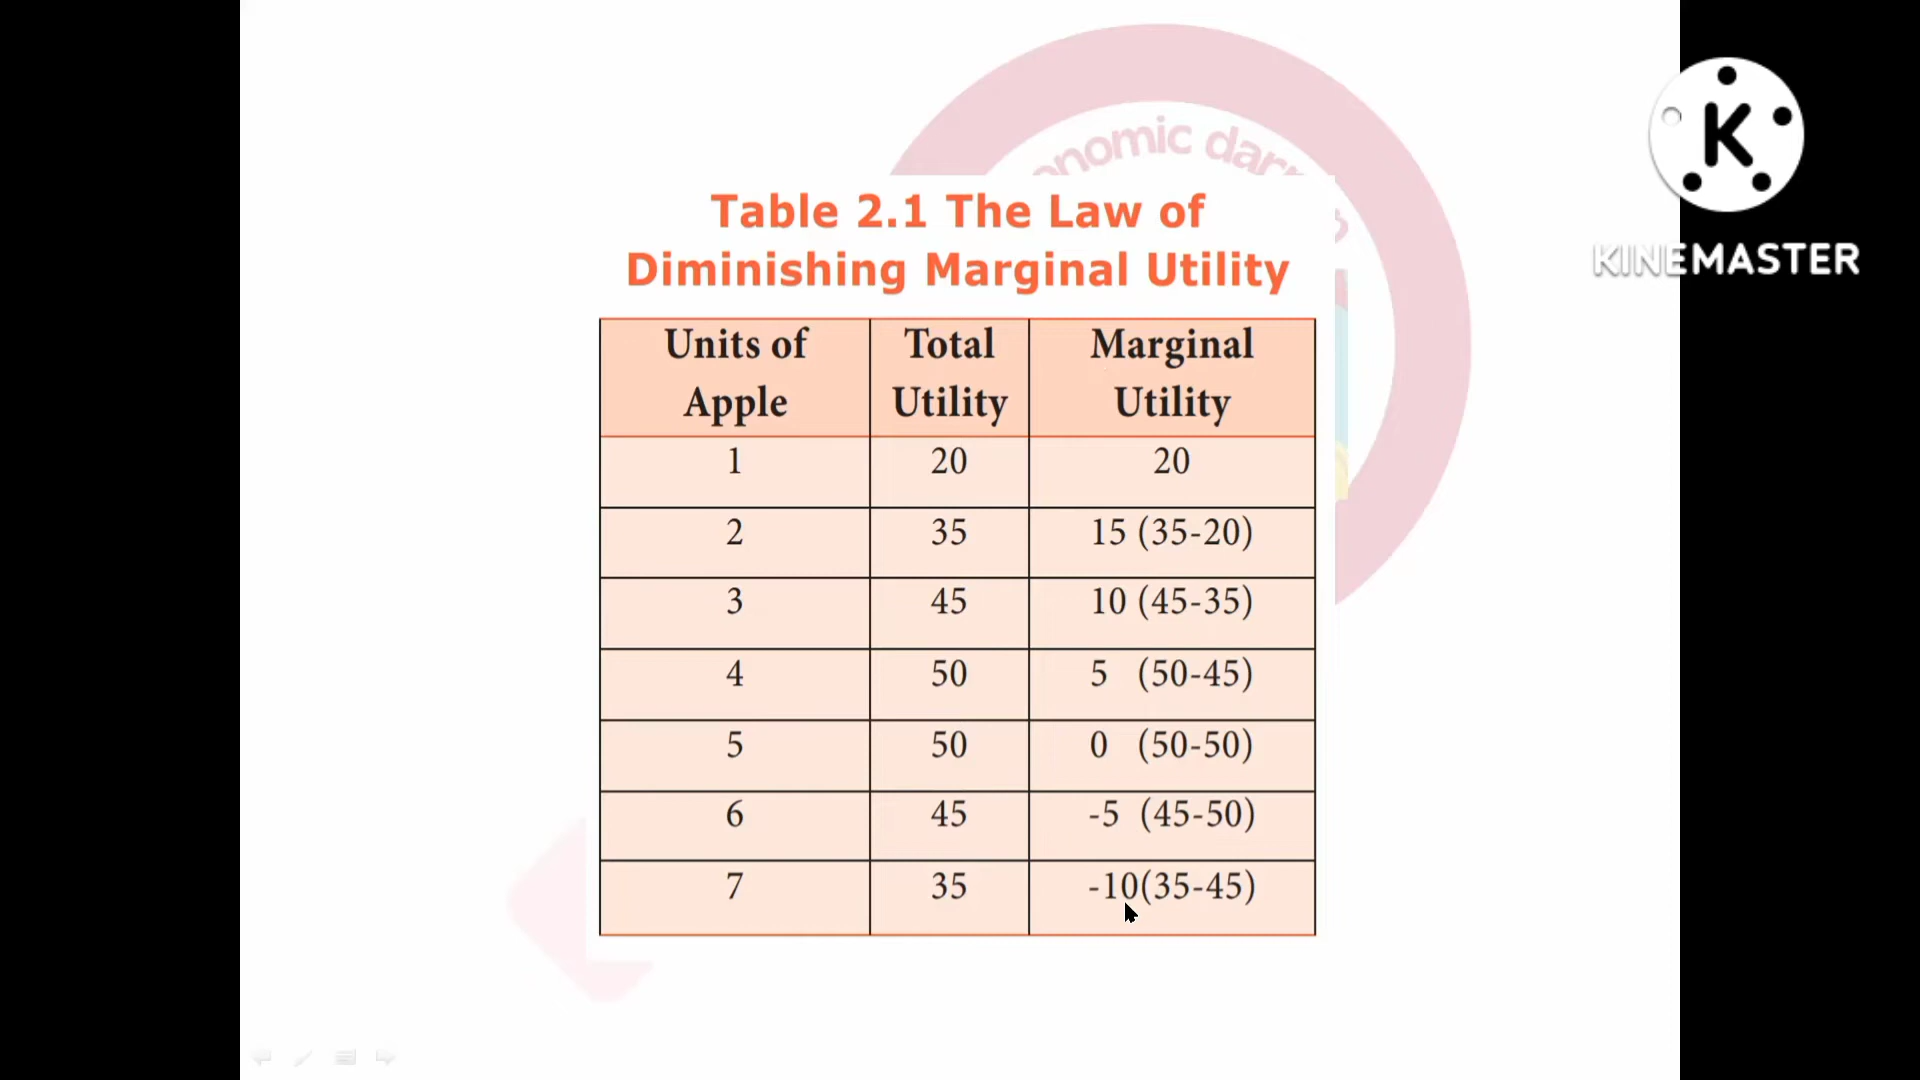 onomic dar
K
KINEMASTER
Table 2.1 The Law of
Diminishing Marginal Utility
Units of Apple Total Utility Marginal Utility
1 20 20
2 35 15 (35-20)
3 45 10 (45-35)
4 50 5 (50-45)
5 50 0 (50-50)
6 45 -5 (45-50)
7 35 -10(35-45)